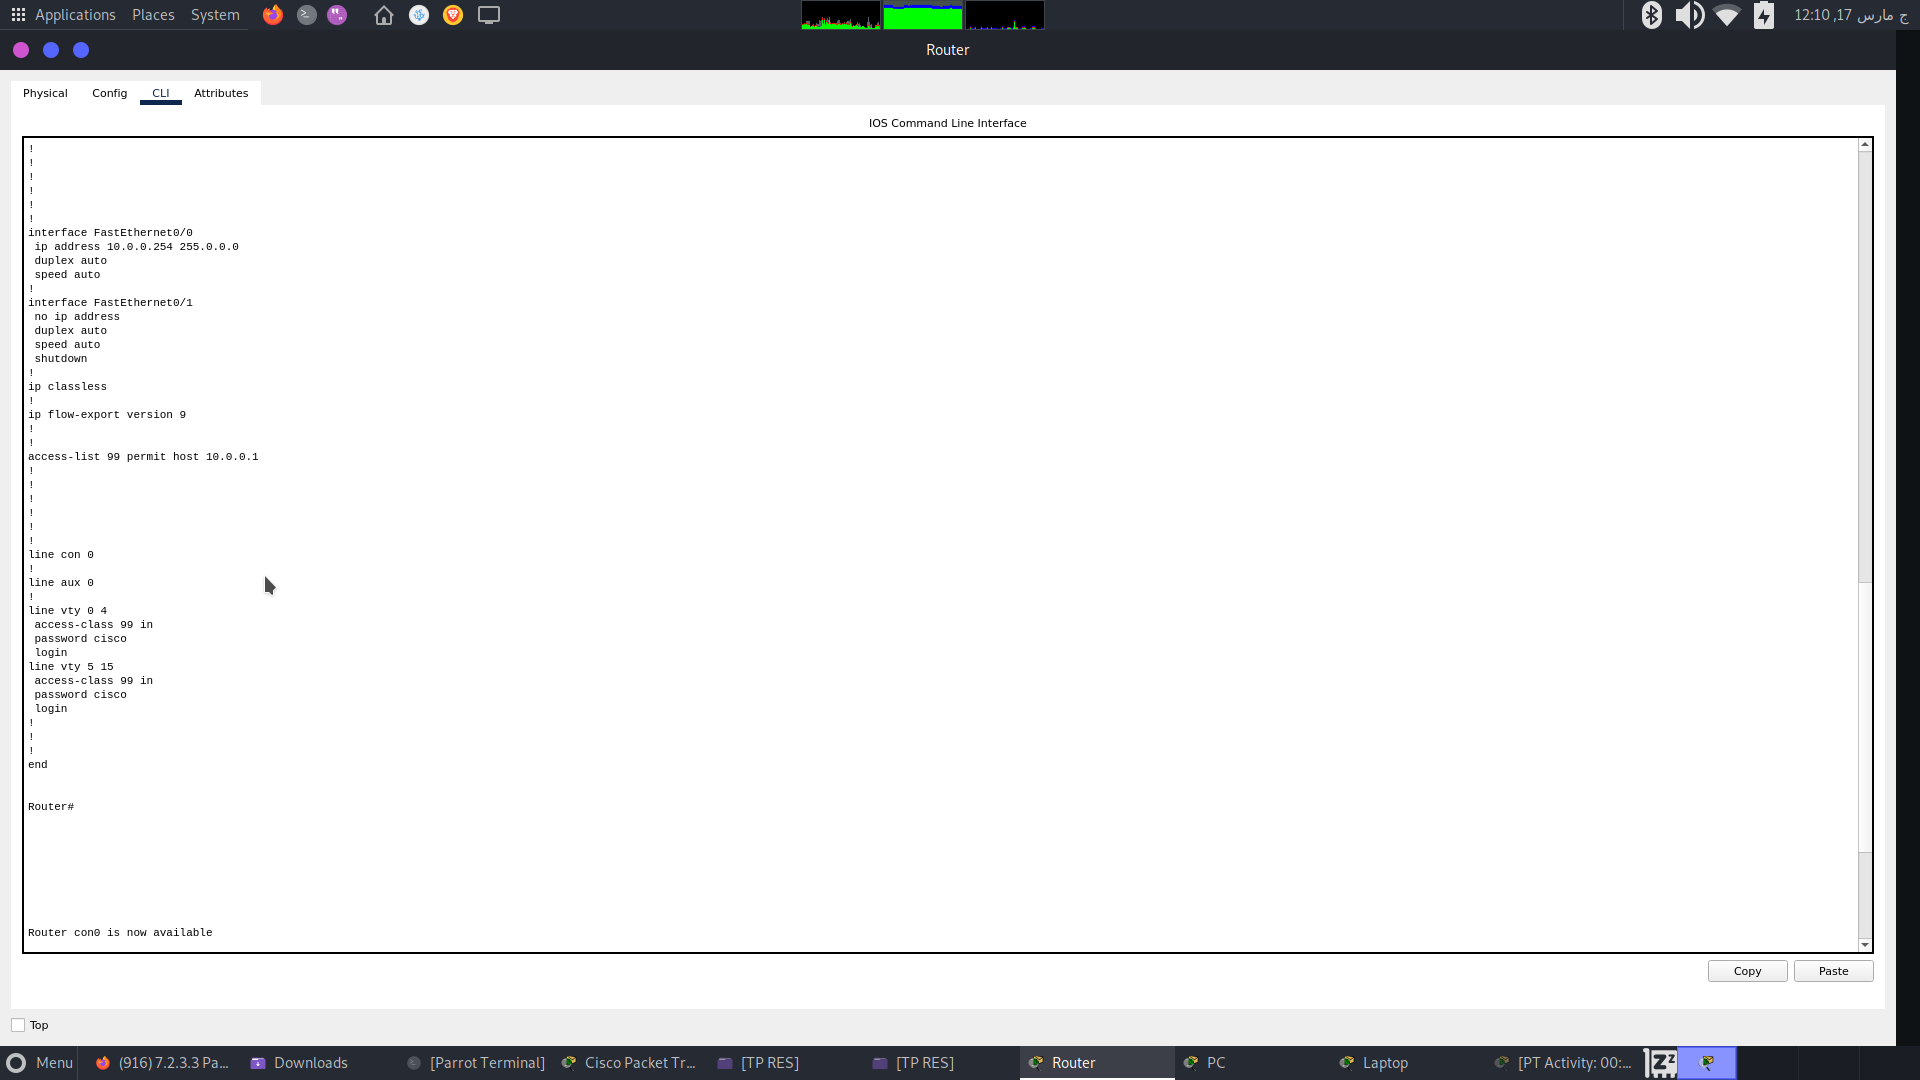 Applications Places System
12:10 ,17 مارس ج
Router
Physical Config CLI Attributes
IOS Command Line Interface
!
!
!
!
!
!
interface FastEthernet0/0
ip address 10.0.0.254 255.0.0.0
duplex auto
speed auto
!
interface FastEthernet0/1
no ip address
duplex auto
speed auto
shutdown
!
ip classless
!
ip flow-export version 9
!
!
access-list 99 permit host 10.0.0.1
!
!
!
!
!
!
line con 0
!
line aux 0
!
line vty 0 4
access-class 99 in
password cisco
login
line vty 5 15
access-class 99 in
password cisco
login
!
!
!
end
Router#
Router con0 is now available
Copy Paste
Top
Menu (916) 7.2.3.3 Pa... Downloads [Parrot Terminal] Cisco Packet Tr... [TP RES] [TP RES] Router PC Laptop [PT Activity: 00:... zZz